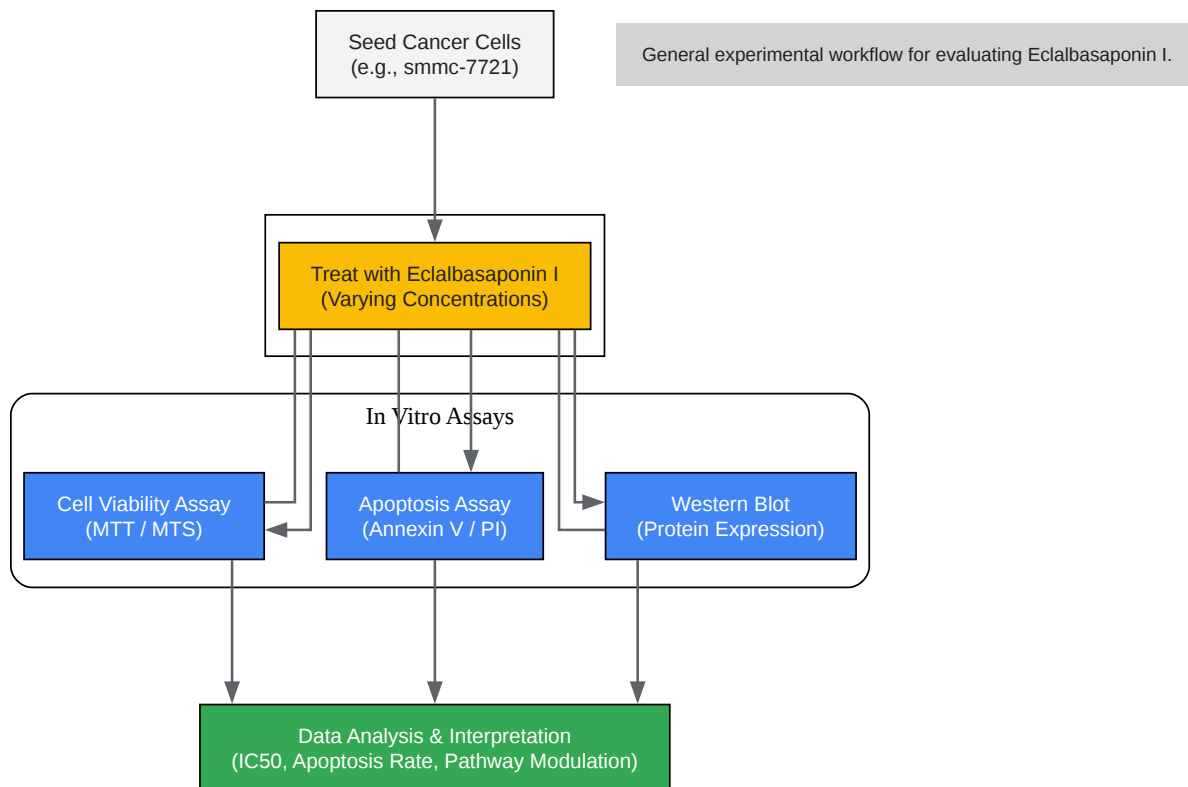 Seed Cancer Cells
(e.g., smmc-7721)
General experimental workflow for evaluating Eclalbasaponin I.
Treat with Eclalbasaponin I
(Varying Concentrations)
In Vitro Assays
Cell Viability Assay
(MTT / MTS)
Apoptosis Assay
(Annexin V / PI)
Western Blot
(Protein Expression)
Data Analysis & Interpretation
(IC50, Apoptosis Rate, Pathway Modulation)